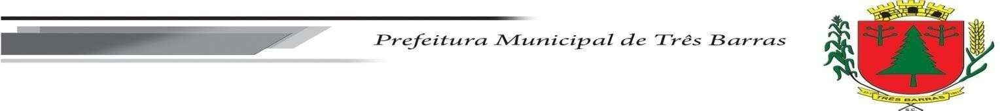 Prefeitura Municipal de Três Barras
TRÊS BARRAS
S.C.